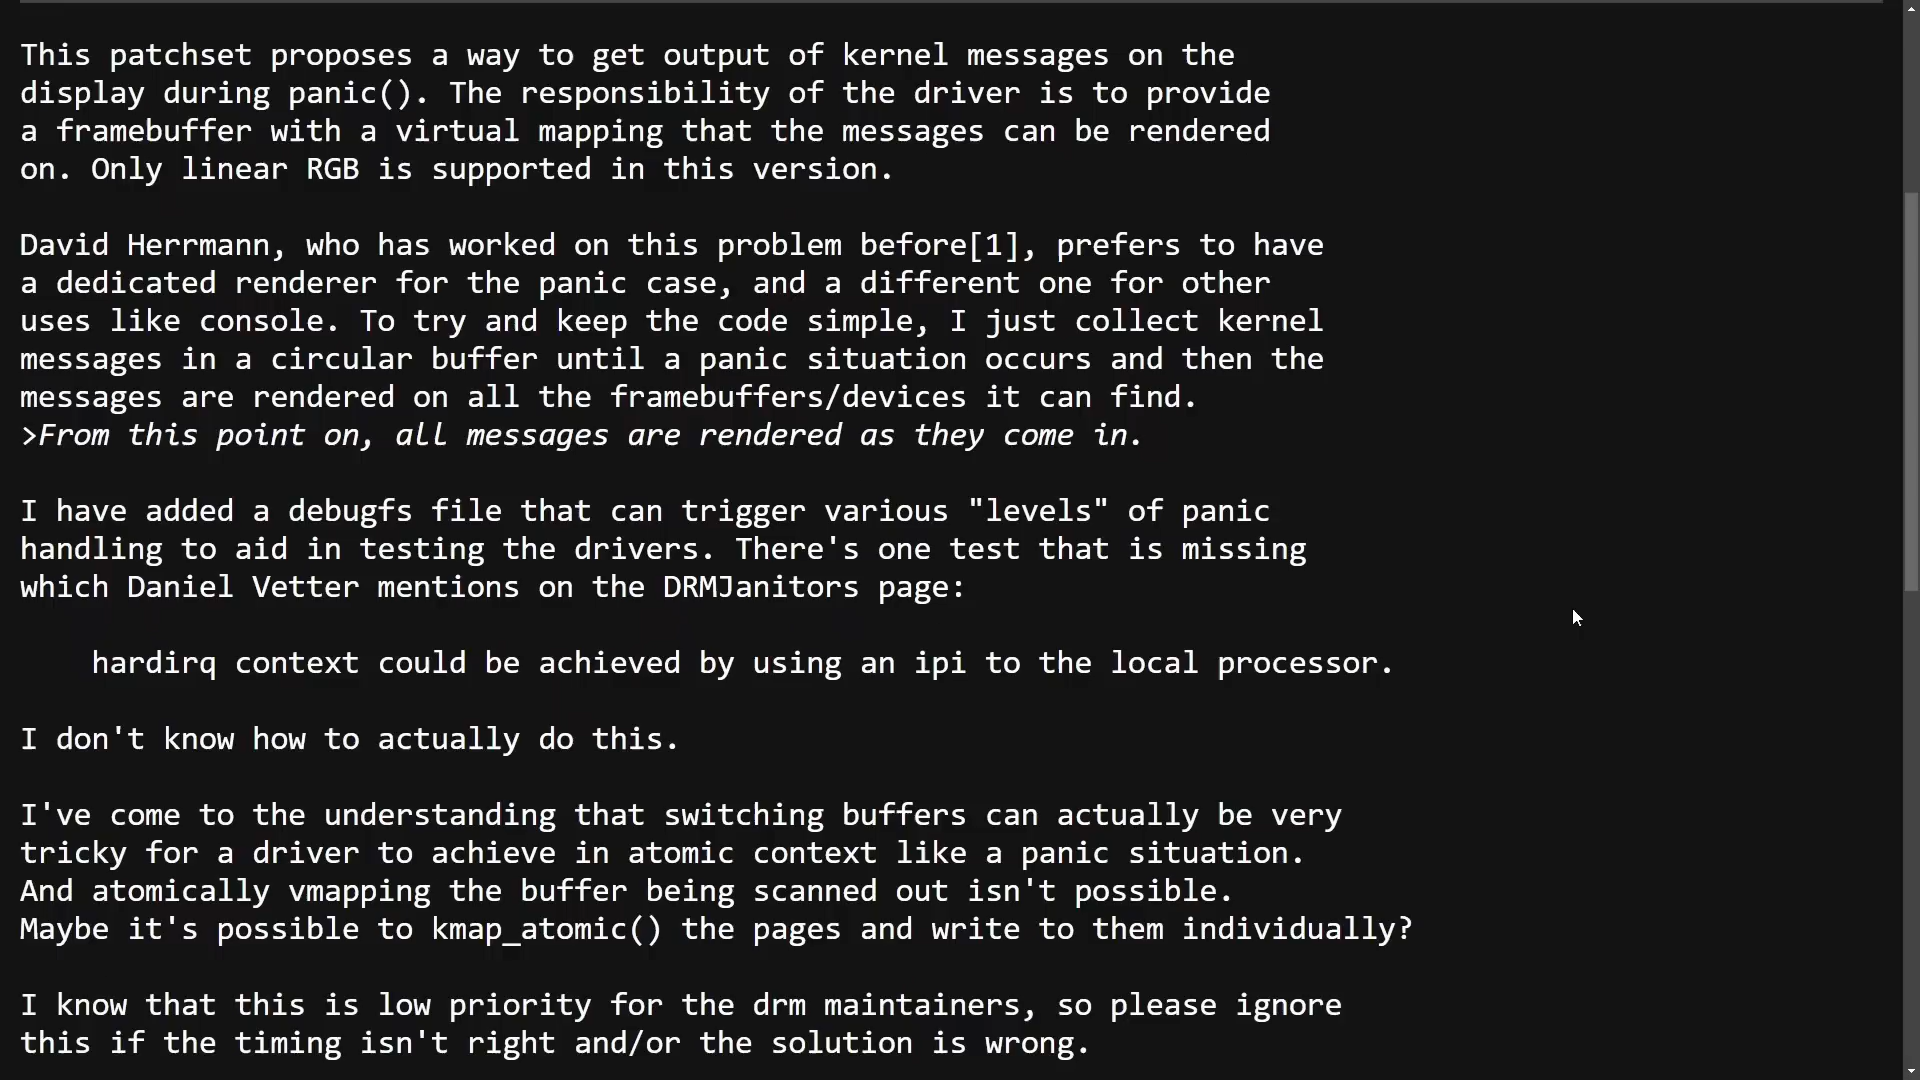 This patchset proposes a way to get output of kernel messages on the
display during panic(). The responsibility of the driver is to provide
a framebuffer with a virtual mapping that the messages can be rendered
on. Only linear RGB is supported in this version.
David Herrmann, who has worked on this problem before[1], prefers to have
a dedicated renderer for the panic case, and a different one for other
uses like console. To try and keep the code simple, I just collect kernel
messages in a circular buffer until a panic situation occurs and then the
messages are rendered on all the framebuffers/devices it can find.
>From this point on, all messages are rendered as they come in.
I have added a debugfs file that can trigger various "levels" of panic
handling to aid in testing the drivers. There's one test that is missing
which Daniel Vetter mentions on the DRMJanitors page:
hardirq context could be achieved by using an ipi to the local processor.
I don't know how to actually do this.
I've come to the understanding that switching buffers can actually be very
tricky for a driver to achieve in atomic context like a panic situation.
And atomically vmapping the buffer being scanned out isn't possible.
Maybe it's possible to kmap_atomic() the pages and write to them individually?
I know that this is low priority for the drm maintainers, so please ignore
this if the timing isn't right and/or the solution is wrong.